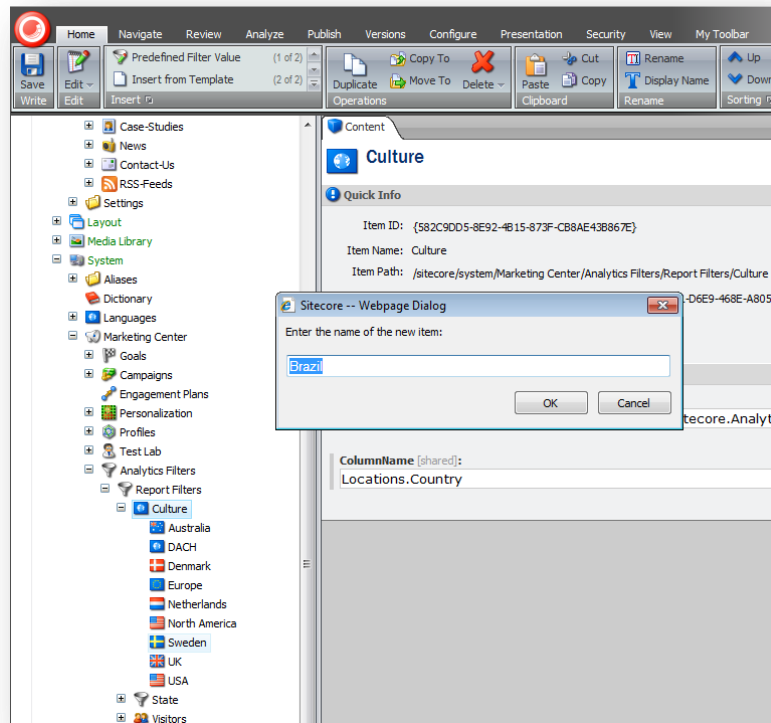 Home Navigate Review Analyze Publish Versions Configure Presentation Security View My Toolbar
Save
Write
Edit
Edit
Predefined Filter Value (1 of 2)
Insert from Template (2 of 2)
Insert
Duplicate
Copy To
Move To
Delete
Operations
Paste
Cut
Copy
Clipboard
Rename
Display Name
Rename
Up
Down
Sorting
Case-Studies
News
Contact-Us
RSS-Feeds
Settings
Layout
Media Library
System
Aliases
Dictionary
Languages
Marketing Center
Goals
Campaigns
Engagement Plans
Personalization
Profiles
Test Lab
Analytics Filters
Report Filters
Culture
Australia
DACH
Denmark
Europe
Netherlands
North America
Sweden
UK
USA
State
Visitors
Content
Culture
Quick Info
Item ID: {582C9DD5-8E92-4B15-873F-CB8AE43B867E}
Item Name: Culture
Item Path: /sitecore/system/Marketing Center/Analytics Filters/Report Filters/Culture
-D6E9-468E-A805
Sitecore -- Webpage Dialog
Enter the name of the new item:
Brazil
OK Cancel
tecore.Analyt
ColumnName [shared]:
Locations.Country